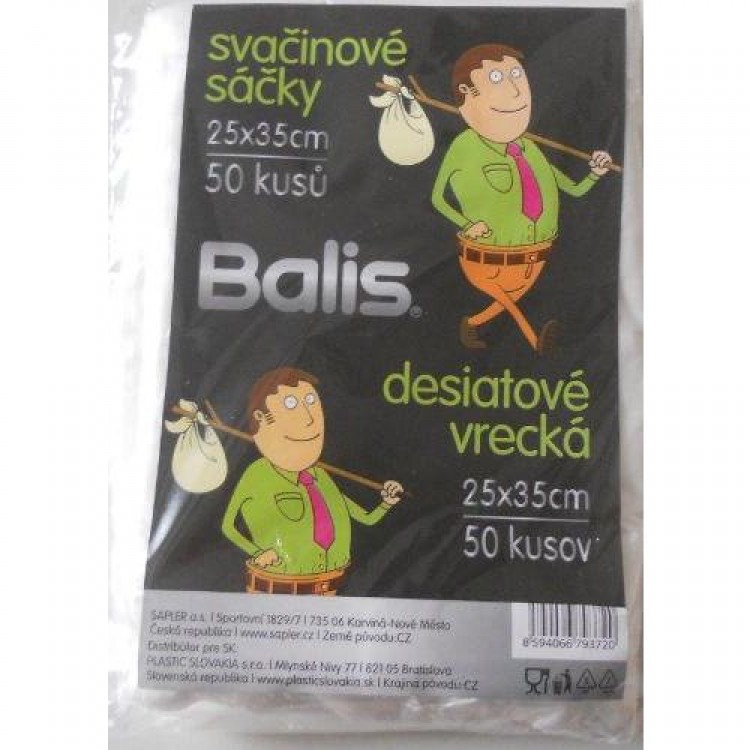 svačinové
sáčky
25x35cm
50 kusů
Balis®
desiatové
vrecká
25x35cm
50 kusov
SAPLER a.s. | Sportovní 1829/7 | 735 06 Karviná-Nové Město
Česká republika | www.sapler.cz | Země původu:CZ
Distribútor pre SK:
PLASTIC SLOVAKIA s.r.o. | Mlynské Nivy 77 | 821 05 Bratislava
Slovenská republika | www.plasticslovakia.sk | Krajina pôvodu:CZ
8 594066 793720